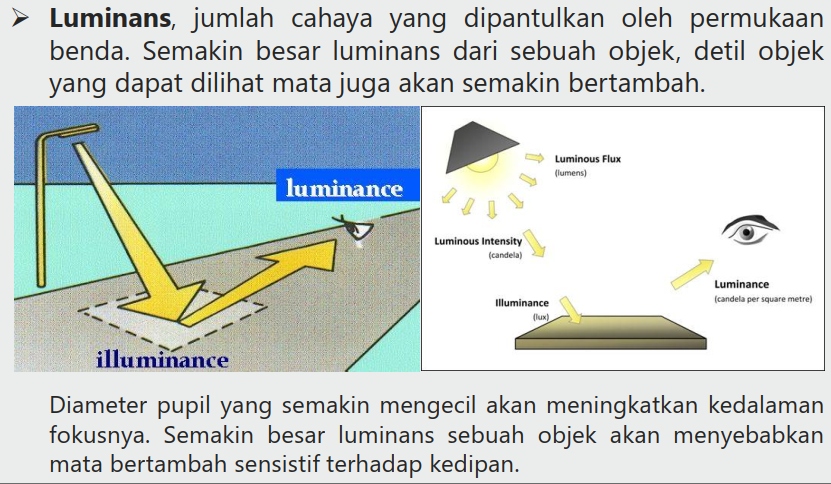 ➢ Luminans, jumlah cahaya yang dipantulkan oleh permukaan
benda. Semakin besar luminans dari sebuah objek, detil objek
yang dapat dilihat mata juga akan semakin bertambah.
luminance
illuminance
Luminous Flux
(lumens)
Luminous Intensity
(candela)
Illuminance
(lux)
Luminance
(candela per square metre)
Diameter pupil yang semakin mengecil akan meningkatkan kedalaman
fokusnya. Semakin besar luminans sebuah objek akan menyebabkan
mata bertambah sensistif terhadap kedipan.